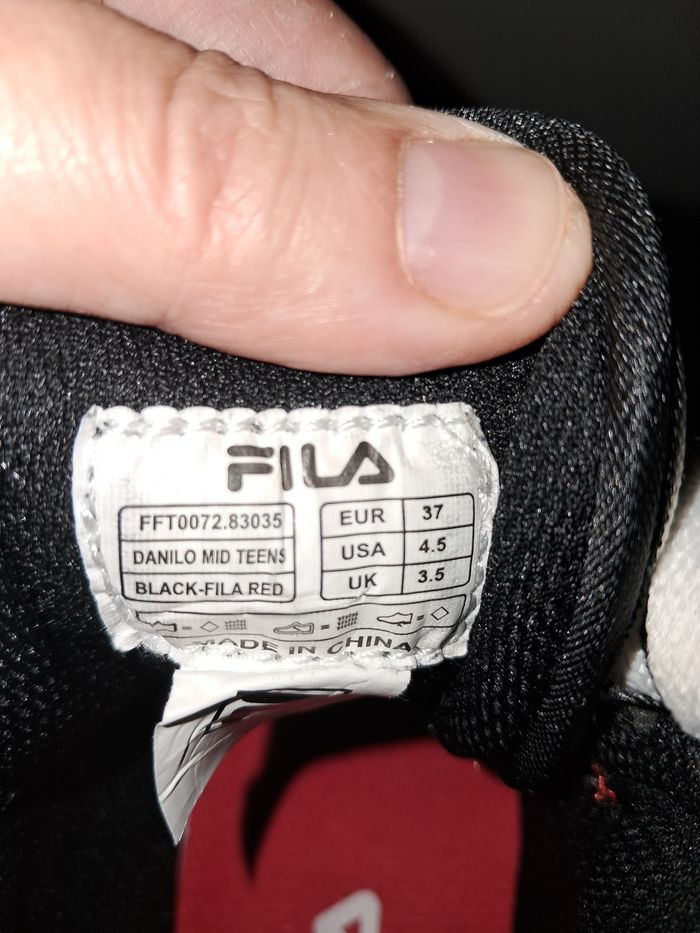 FILA
FFT0072.83035
DANILO MID TEENS
BLACK-FILA RED
EUR 37
USA 4.5
UK 3.5
MADE IN CHINA